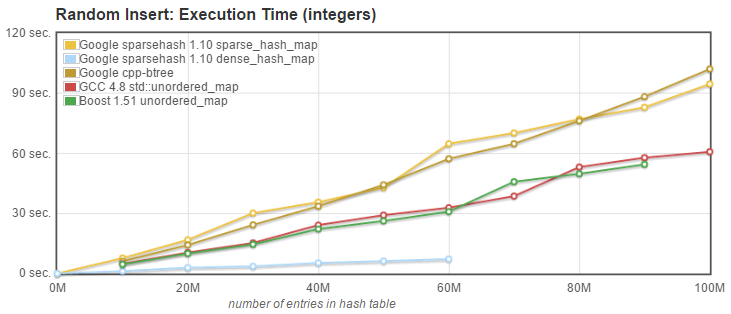 Random Insert: Execution Time (integers)
120 sec.
90 sec.
60 sec.
30 sec.
0 sec.
Google sparsehash 1.10 sparse_hash_map
Google sparsehash 1.10 dense_hash_map
Google cpp-btree
GCC 4.8 std::unordered_map
Boost 1.51 unordered_map
0M 20M 40M 60M 80M 100M
number of entries in hash table